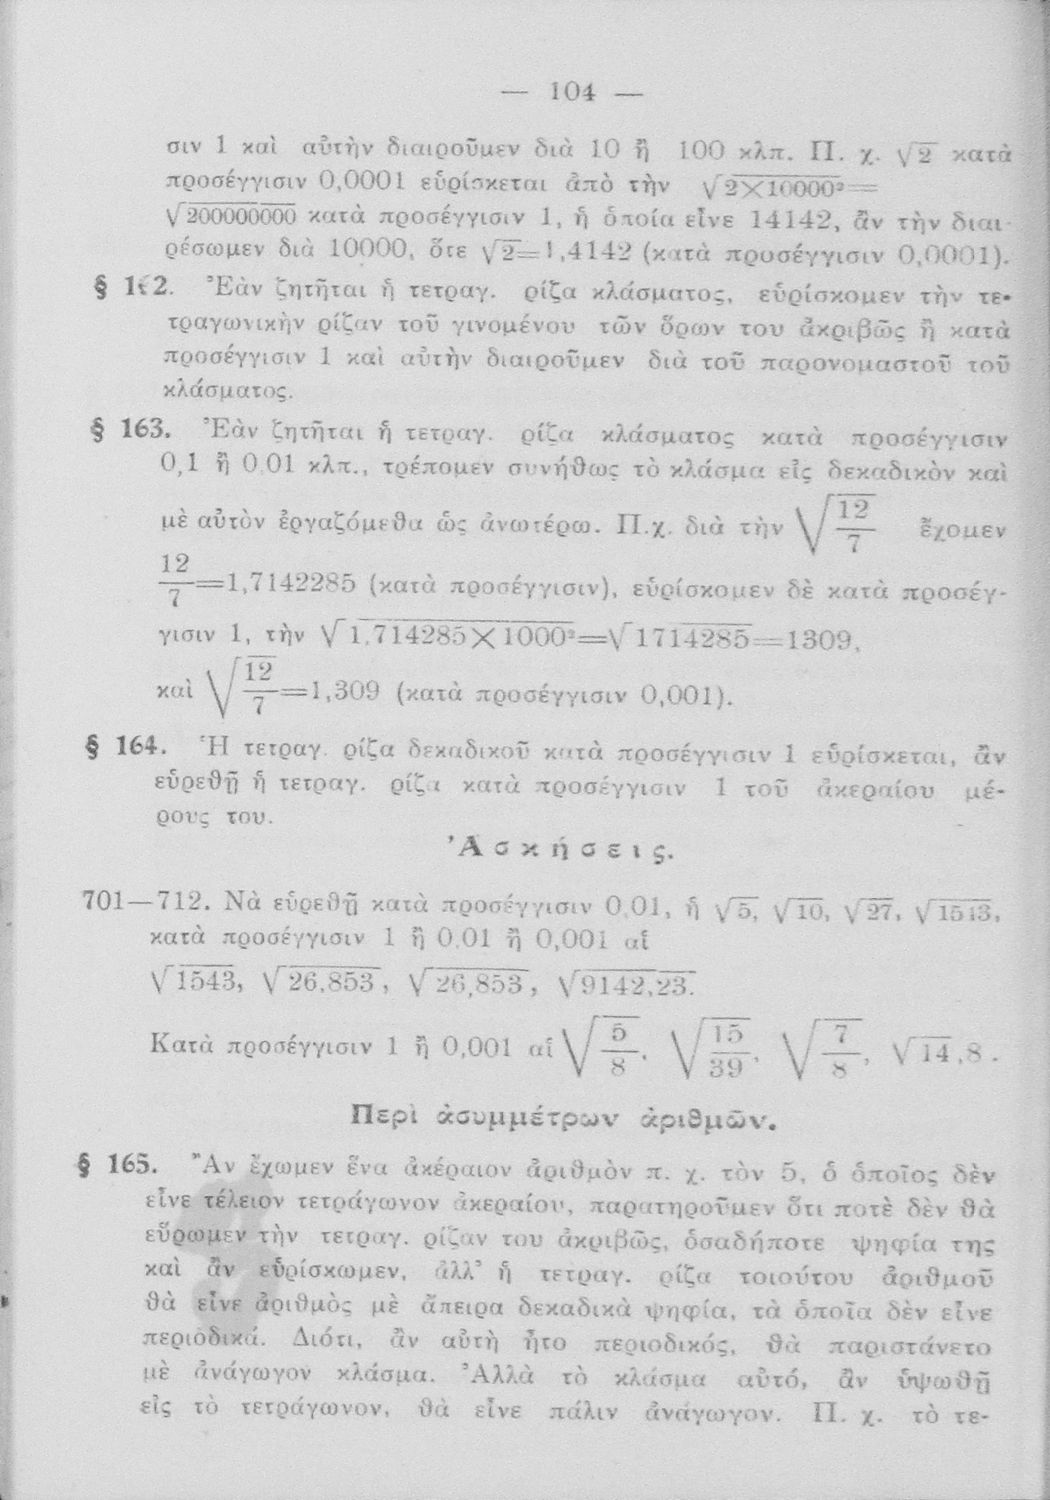 — 104 —
σιν 1 καὶ αὐτὴν διαιροῦμεν διὰ 10 ἢ 100 κλπ. Π. χ. √2 κατὰ
προσέγγισιν 0,0001 εὑρίσκεται ἀπὸ τὴν √2×10000²=
√200000000 κατὰ προσέγγισιν 1, ἡ ὁποία εἶνε 14142, ἂν τὴν διαι-
ρέσωμεν διὰ 10000, ὅτε √2=1,4142 (κατὰ προσέγγισιν 0,0001).
§ 162. Ἐὰν ζητῆται ἡ τετραγ. ρίζα κλάσματος, εὑρίσκομεν τὴν τε-
τραγωνικὴν ρίζαν τοῦ γινομένου τῶν ὅρων του ἀκριβῶς ἢ κατὰ
προσέγγισιν 1 καὶ αὐτὴν διαιροῦμεν διὰ τοῦ παρονομαστοῦ τοῦ
κλάσματος.
§ 163. Ἐὰν ζητῆται ἡ τετραγ. ρίζα κλάσματος κατὰ προσέγγισιν
0,1 ἢ 0,01 κλπ., τρέπομεν συνήθως τὸ κλάσμα εἰς δεκαδικὸν καὶ
μὲ αὐτὸν ἐργαζόμεθα ὡς ἀνωτέρω. Π.χ. διὰ τὴν √12/7 ἔχομεν
12/7=1,7142285 (κατὰ προσέγγισιν), εὑρίσκομεν δὲ κατὰ προσέγ-
γισιν 1, τὴν √1,714285×1000²=√1714285=1309,
καὶ √12/7=1,309 (κατὰ προσέγγισιν 0,001).
§ 164. Ἡ τετραγ. ρίζα δεκαδικοῦ κατὰ προσέγγισιν 1 εὑρίσκεται, ἂν
εὑρεθῇ ἡ τετραγ. ρίζα κατὰ προσέγγισιν 1 τοῦ ἀκεραίου μέ-
ρους του.
Ἀσκήσεις.
701—712. Νὰ εὑρεθῇ κατὰ προσέγγισιν 0,01, ἡ √5, √10, √27, √1543,
κατὰ προσέγγισιν 1 ἢ 0,01 ἢ 0,001 αἱ
√1543, √26,853, √26,853, √9142,23.
Κατὰ προσέγγισιν 1 ἢ 0,001 αἱ √5/8, √15/39, √7/8, √14,8.
Περὶ ἀσυμμέτρων ἀριθμῶν.
§ 165. Ἂν ἔχωμεν ἕνα ἀκέραιον ἀριθμὸν π. χ. τὸν 5, ὁ ὁποῖος δὲν
εἶνε τέλειον τετράγωνον ἀκεραίου, παρατηροῦμεν ὅτι ποτὲ δὲν θὰ
εὕρωμεν τὴν τετραγ. ρίζαν του ἀκριβῶς, ὁσαδήποτε ψηφία της
καὶ ἂν εὑρίσκωμεν, ἀλλ' ἡ τετραγ. ρίζα τοιούτου ἀριθμοῦ
θὰ εἶνε ἀριθμὸς μὲ ἄπειρα δεκαδικὰ ψηφία, τὰ ὁποῖα δὲν εἶνε
περιοδικά. Διότι, ἂν αὐτὴ ἦτο περιοδικός, θὰ παριστάνετο
μὲ ἀνάγωγον κλάσμα. Ἀλλὰ τὸ κλάσμα αὐτό, ἂν ὑψωθῇ
εἰς τὸ τετράγωνον, θὰ εἶνε πάλιν ἀνάγωγον. Π. χ. τὸ τε-